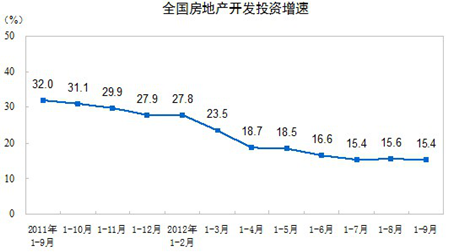 全国房地产开发投资增速
(%)
50
40
30
20
10
0
32.0
31.1
29.9
27.9
27.8
23.5
18.7
18.5
16.6
15.4
15.6
15.4
2011年
1-9月
1-10月
1-11月
1-12月
2012年
1-2月
1-3月
1-4月
1-5月
1-6月
1-7月
1-8月
1-9月